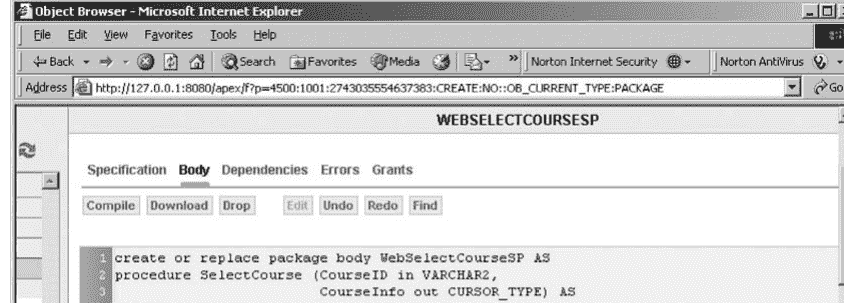 Object Browser - Microsoft Internet Explorer
File Edit View Favorites Tools Help
Back Search Favorites Media » Norton Internet Security Norton AntiVirus
Address http://127.0.0.1:8080/apex/f?p=4500:1001:2743035554637383:CREATE:NO::OB_CURRENT_TYPE:PACKAGE Go
WEBSELECTCOURSESP
Specification Body Dependencies Errors Grants
Compile Download Drop Edit Undo Redo Find
1 create or replace package body WebSelectCourseSP AS
2 procedure SelectCourse (CourseID in VARCHAR2,
3 CourseInfo out CURSOR_TYPE) AS